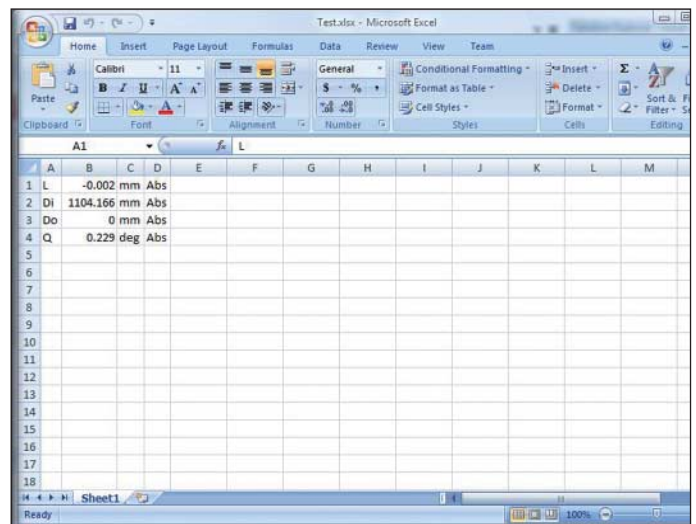 Test.xlsx - Microsoft Excel
Home Insert Page Layout Formulas Data Review View Team
Paste
Calibri 11
B I U A A
General
$ % ,
Conditional Formatting
Format as Table
Cell Styles
Insert
Delete
Format
Σ
Sort &
Filter
Clipboard Font Alignment Number Styles Cells Editing
A1 fx L
A B C D E F G H I J K L M
1 L -0.002 mm Abs
2 Di 1104.166 mm Abs
3 Do 0 mm Abs
4 Q 0.229 deg Abs
5
6
7
8
9
10
11
12
13
14
15
16
17
18
Sheet1
Ready 100%